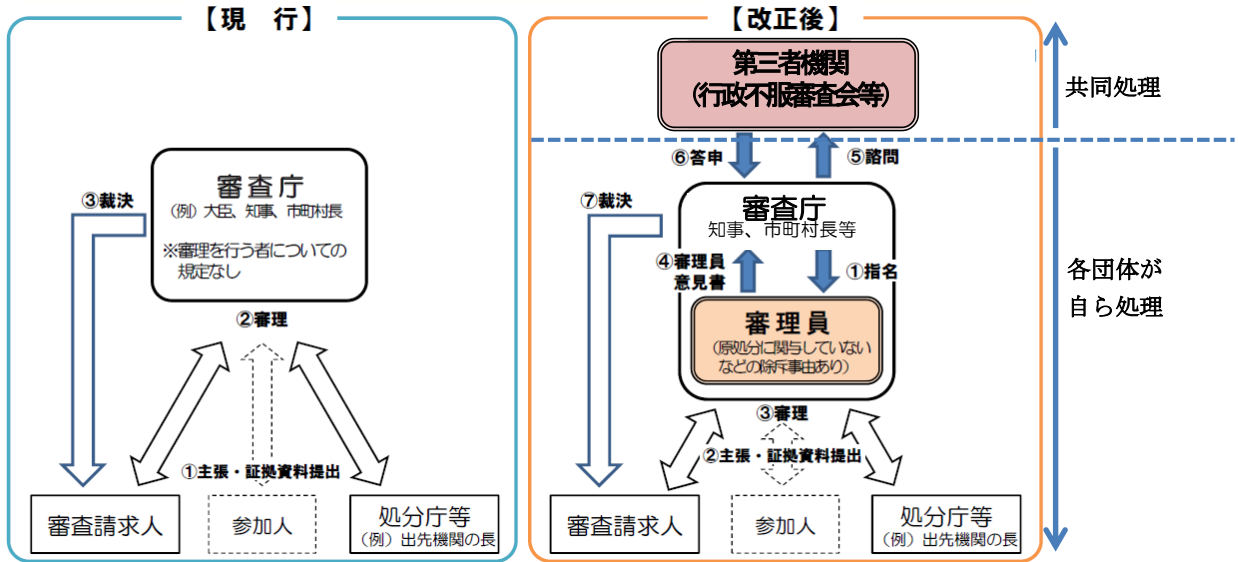 【現　行】
審査庁
（例）大臣、知事、市町村長
※審理を行う者についての
規定なし
③裁決
②審理
①主張・証拠資料提出
審査請求人
参加人
処分庁等
（例）出先機関の長
【改正後】
第三者機関
（行政不服審査会等）
⑥答申
⑤諮問
審査庁
知事、市町村長等
⑦裁決
④審理員
意見書
①指名
審理員
（原処分に関与していない
などの除斥事由あり）
③審理
②主張・証拠資料提出
審査請求人
参加人
処分庁等
（例）出先機関の長
共同処理
各団体が
自ら処理